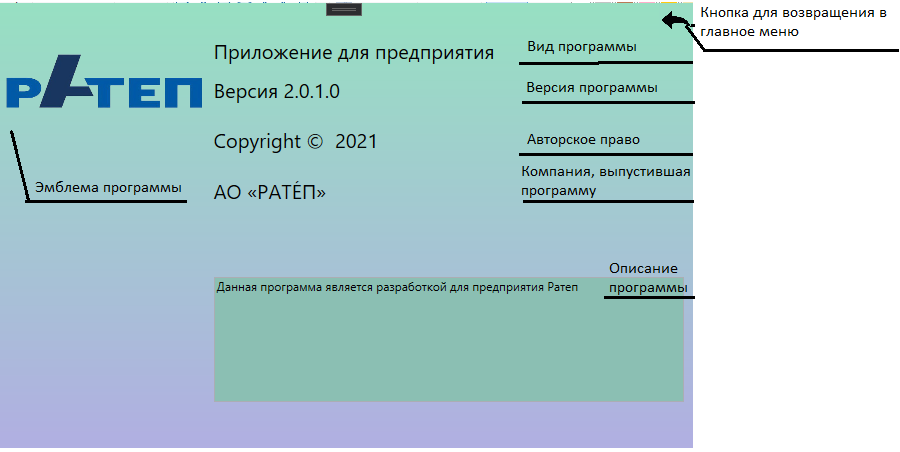 Кнопка для возвращения в
главное меню
РАТЕП
Приложение для предприятия
Вид программы
Версия 2.0.1.0
Версия программы
Copyright © 2021
Авторское право
АО «РАТЕ́П»
Компания, выпустившая
программу
Эмблема программы
Описание
программы
Данная программа является разработкой для предприятия Ратеп